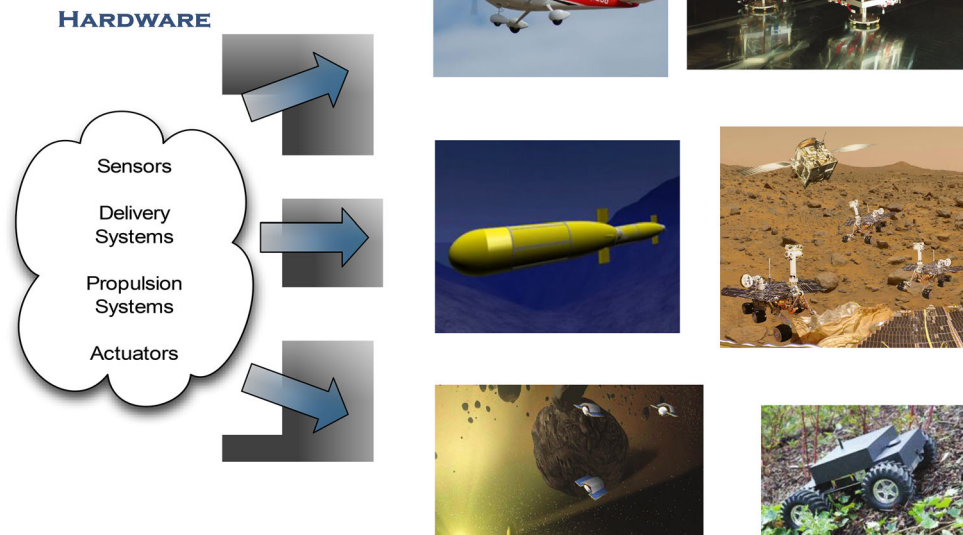 HARDWARE
Sensors
Delivery
Systems
Propulsion
Systems
Actuators